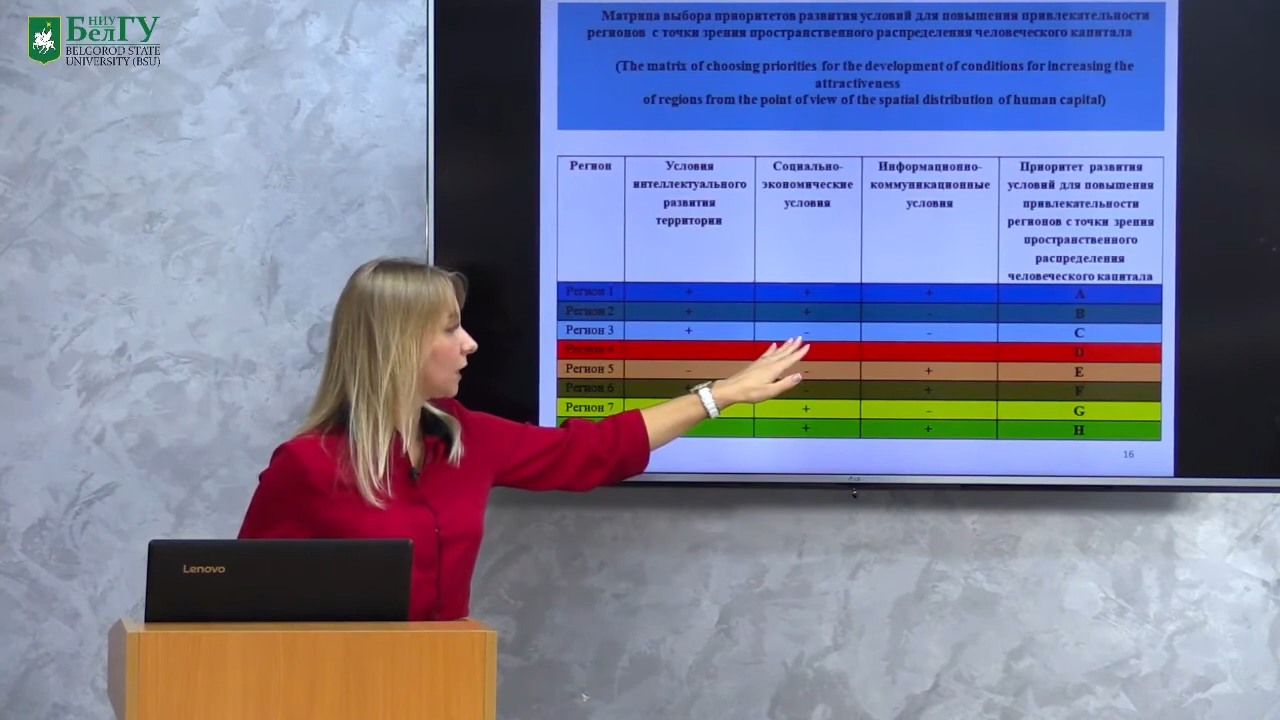 НИУ
БелГУ
BELGOROD STATE
UNIVERSITY (BSU)
Матрица выбора приоритетов развития условий для повышения привлекательности
регионов с точки зрения пространственного распределения человеческого капитала
(The matrix of choosing priorities for the development of conditions for increasing the
attractiveness
of regions from the point of view of the spatial distribution of human capital)
Регион
Условия
интеллектуального
развития
территории
Социально-
экономические
условия
Информационно-
коммуникационные
условия
Приоритет развития
условий для повышения
привлекательности
регионов с точки зрения
пространственного
распределения
человеческого капитала
Регион 1 + + + A
Регион 2 + + - B
Регион 3 + - - C
Регион 4 D
Регион 5 - - + E
Регион 6 + - + F
Регион 7 + - G
+ + H
16
Lenovo